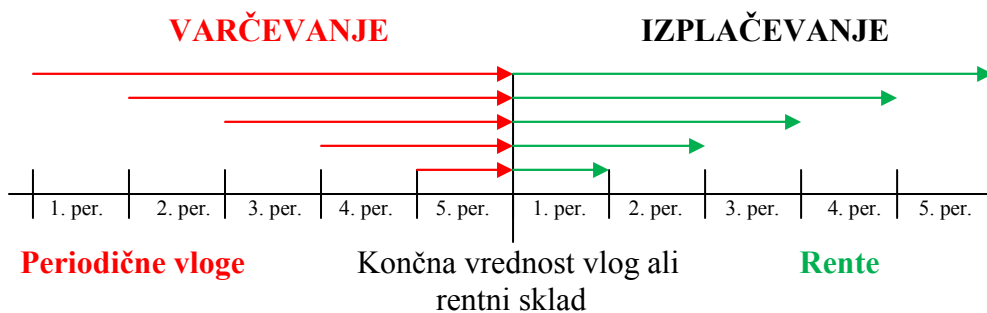 VARČEVANJE IZPLAČEVANJE
1. per. 2. per. 3. per. 4. per. 5. per. 1. per. 2. per. 3. per. 4. per. 5. per.
Periodične vloge Končna vrednost vlog ali Rente
rentni sklad